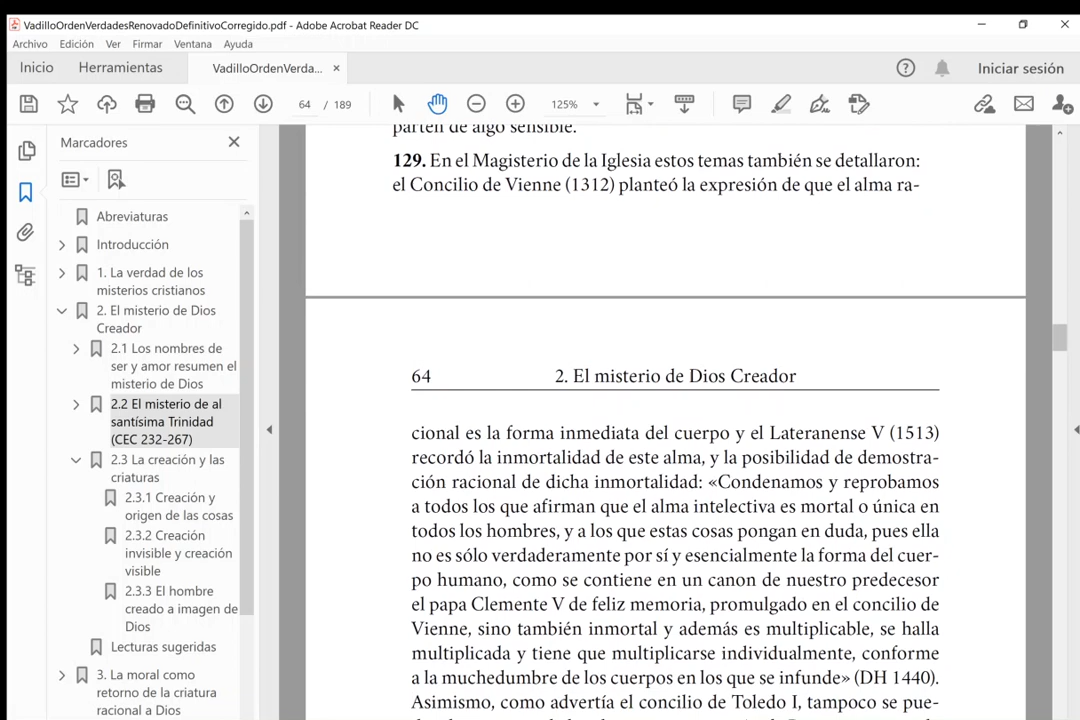 VadilloOrdenVerdadesRenovadoDefinitivoCorregido.pdf - Adobe Acrobat Reader DC
Archivo Edición Ver Firmar Ventana Ayuda
Inicio Herramientas VadilloOrdenVerda... × Iniciar sesión
64 / 189 125%
Marcadores
Abreviaturas
Introducción
1. La verdad de los
misterios cristianos
2. El misterio de Dios
Creador
2.1 Los nombres de
ser y amor resumen el
misterio de Dios
2.2 El misterio de al
santísima Trinidad
(CEC 232-267)
2.3 La creación y las
criaturas
2.3.1 Creación y
origen de las cosas
2.3.2 Creación
invisible y creación
visible
2.3.3 El hombre
creado a imagen de
Dios
Lecturas sugeridas
3. La moral como
retorno de la criatura
racional a Dios
parten de algo sensible.
129. En el Magisterio de la Iglesia estos temas también se detallaron:
el Concilio de Vienne (1312) planteó la expresión de que el alma ra-
64 2. El misterio de Dios Creador
cional es la forma inmediata del cuerpo y el Lateranense V (1513)
recordó la inmortalidad de este alma, y la posibilidad de demostra-
ción racional de dicha inmortalidad: «Condenamos y reprobamos
a todos los que afirman que el alma intelectiva es mortal o única en
todos los hombres, y a los que estas cosas pongan en duda, pues ella
no es sólo verdaderamente por sí y esencialmente la forma del cuer-
po humano, como se contiene en un canon de nuestro predecesor
el papa Clemente V de feliz memoria, promulgado en el concilio de
Vienne, sino también inmortal y además es multiplicable, se halla
multiplicada y tiene que multiplicarse individualmente, conforme
a la muchedumbre de los cuerpos en los que se infunde» (DH 1440).
Asimismo, como advertía el concilio de Toledo I, tampoco se pue-